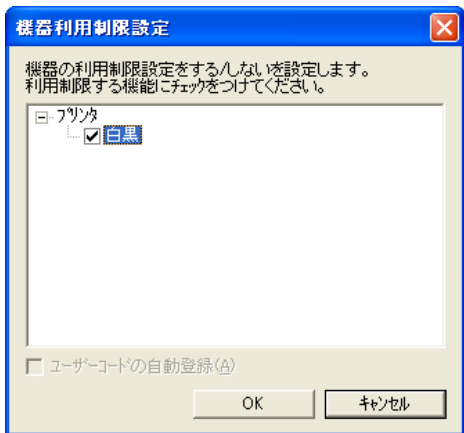 機器利用制限設定
機器の利用制限設定をする/しないを設定します。
利用制限する機能にﾁｪｯｸをつけてください。
ﾌﾟﾘﾝﾀ
白黒
ﾕｰｻﾞｰｺｰﾄﾞの自動登録(A)
OK
ｷｬﾝｾﾙ